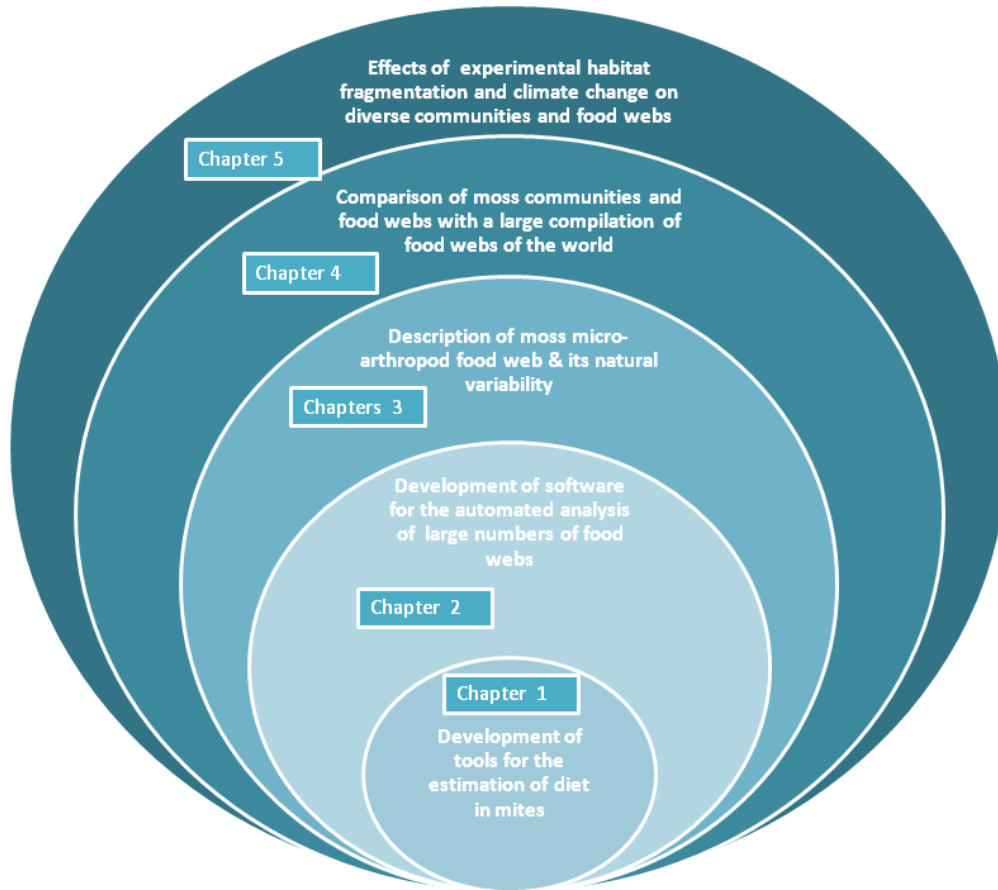 Effects of experimental habitat
fragmentation and climate change on
diverse communities and food webs
Chapter 5
Comparison of moss communities and
food webs with a large compilation of
food webs of the world
Chapter 4
Description of moss micro-
arthropod food web & its natural
variability
Chapters 3
Development of software
for the automated analysis
of large numbers of food
webs
Chapter 2
Chapter 1
Development of
tools for the
estimation of diet
in mites